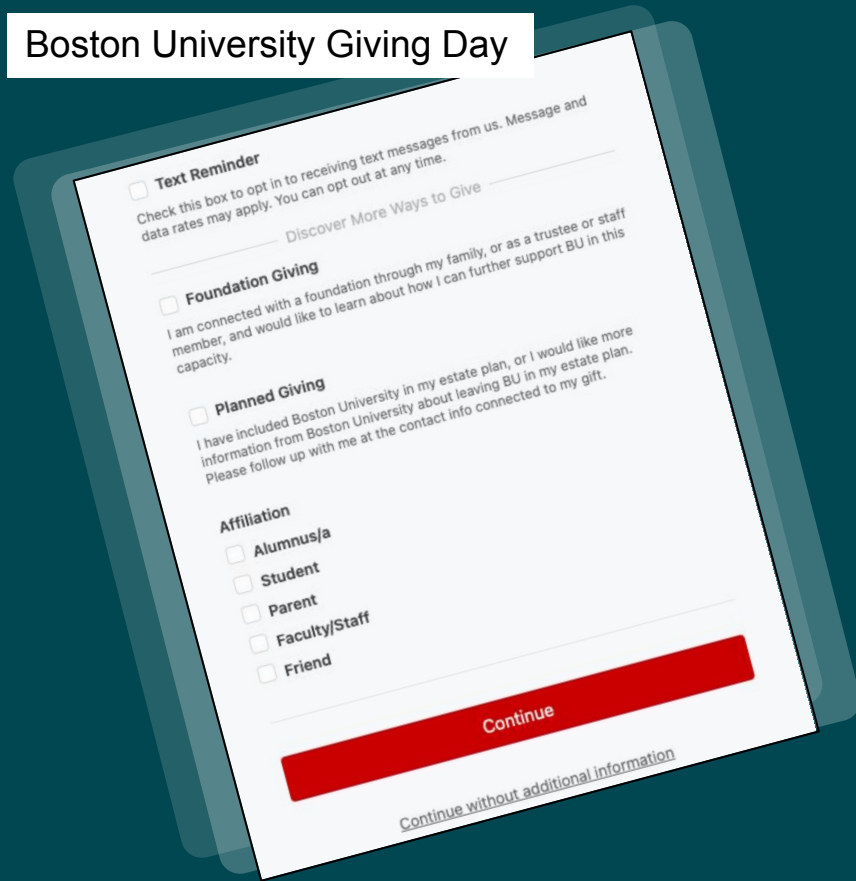 Boston University Giving Day
Text Reminder
Check this box to opt in to receiving text messages from us. Message and
data rates may apply. You can opt out at any time.
Discover More Ways to Give
Foundation Giving
I am connected with a foundation through my family, or as a trustee or staff
member, and would like to learn about how I can further support BU in this
capacity.
Planned Giving
I have included Boston University in my estate plan, or I would like more
information from Boston University about leaving BU in my estate plan.
Please follow up with me at the contact info connected to my gift.
Affiliation
Alumnus/a
Student
Parent
Faculty/Staff
Friend
Continue
Continue without additional information